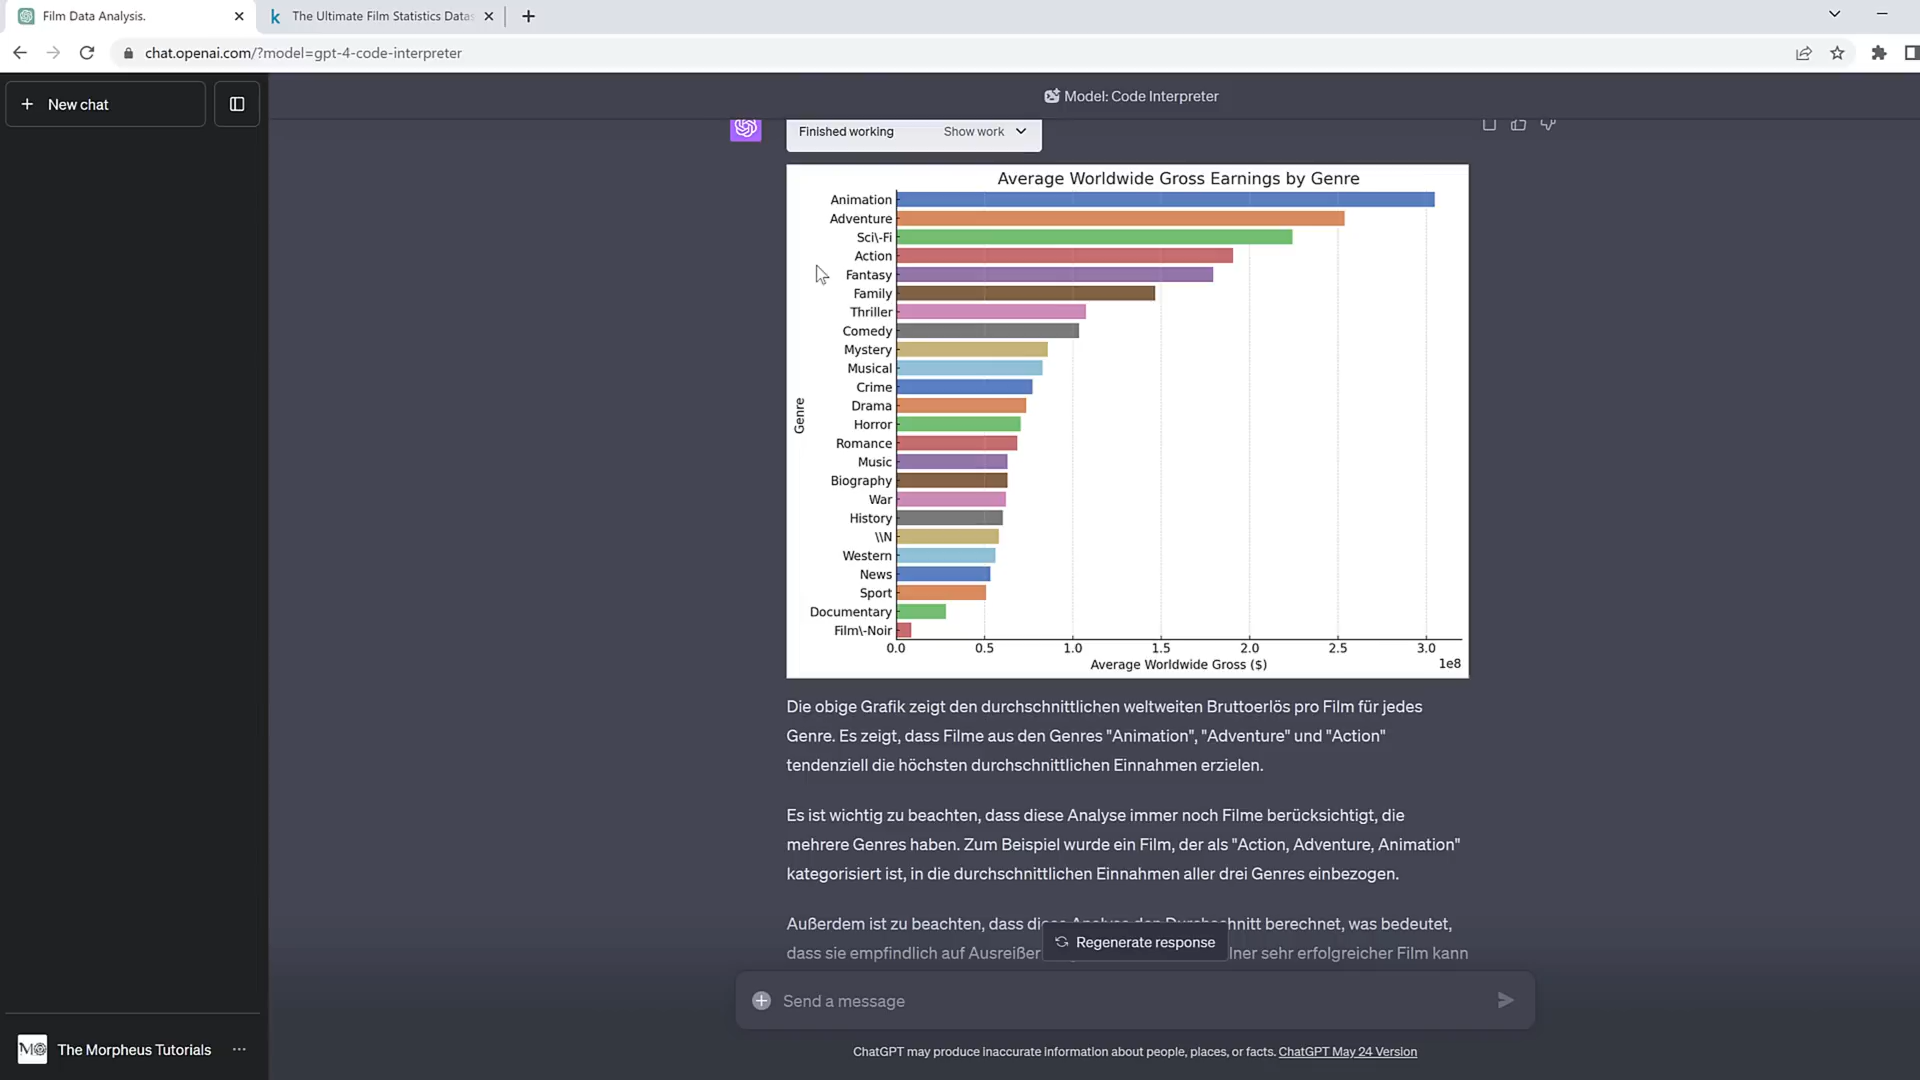 Film Data Analysis.
The Ultimate Film Statistics Datas
chat.openai.com/?model=gpt-4-code-interpreter
New chat
Model: Code Interpreter
Finished working Show work
Average Worldwide Gross Earnings by Genre
Animation
Adventure
Sci\-Fi
Action
Fantasy
Family
Thriller
Comedy
Mystery
Musical
Crime
Drama
Horror
Romance
Music
Biography
War
History
\\N
Western
News
Sport
Documentary
Film\-Noir
Genre
0.0 0.5 1.0 1.5 2.0 2.5 3.0
Average Worldwide Gross ($) 1e8
Die obige Grafik zeigt den durchschnittlichen weltweiten Bruttoerlös pro Film für jedes
Genre. Es zeigt, dass Filme aus den Genres "Animation", "Adventure" und "Action"
tendenziell die höchsten durchschnittlichen Einnahmen erzielen.
Es ist wichtig zu beachten, dass diese Analyse immer noch Filme berücksichtigt, die
mehrere Genres haben. Zum Beispiel wurde ein Film, der als "Action, Adventure, Animation"
kategorisiert ist, in die durchschnittlichen Einnahmen aller drei Genres einbezogen.
Außerdem ist zu beachten, dass diese Analyse den Durchschnitt berechnet, was bedeutet,
dass sie empfindlich auf Ausreißer sehr erfolgreicher Film kann
Regenerate response
Send a message
The Morpheus Tutorials
ChatGPT may produce inaccurate information about people, places, or facts. ChatGPT May 24 Version